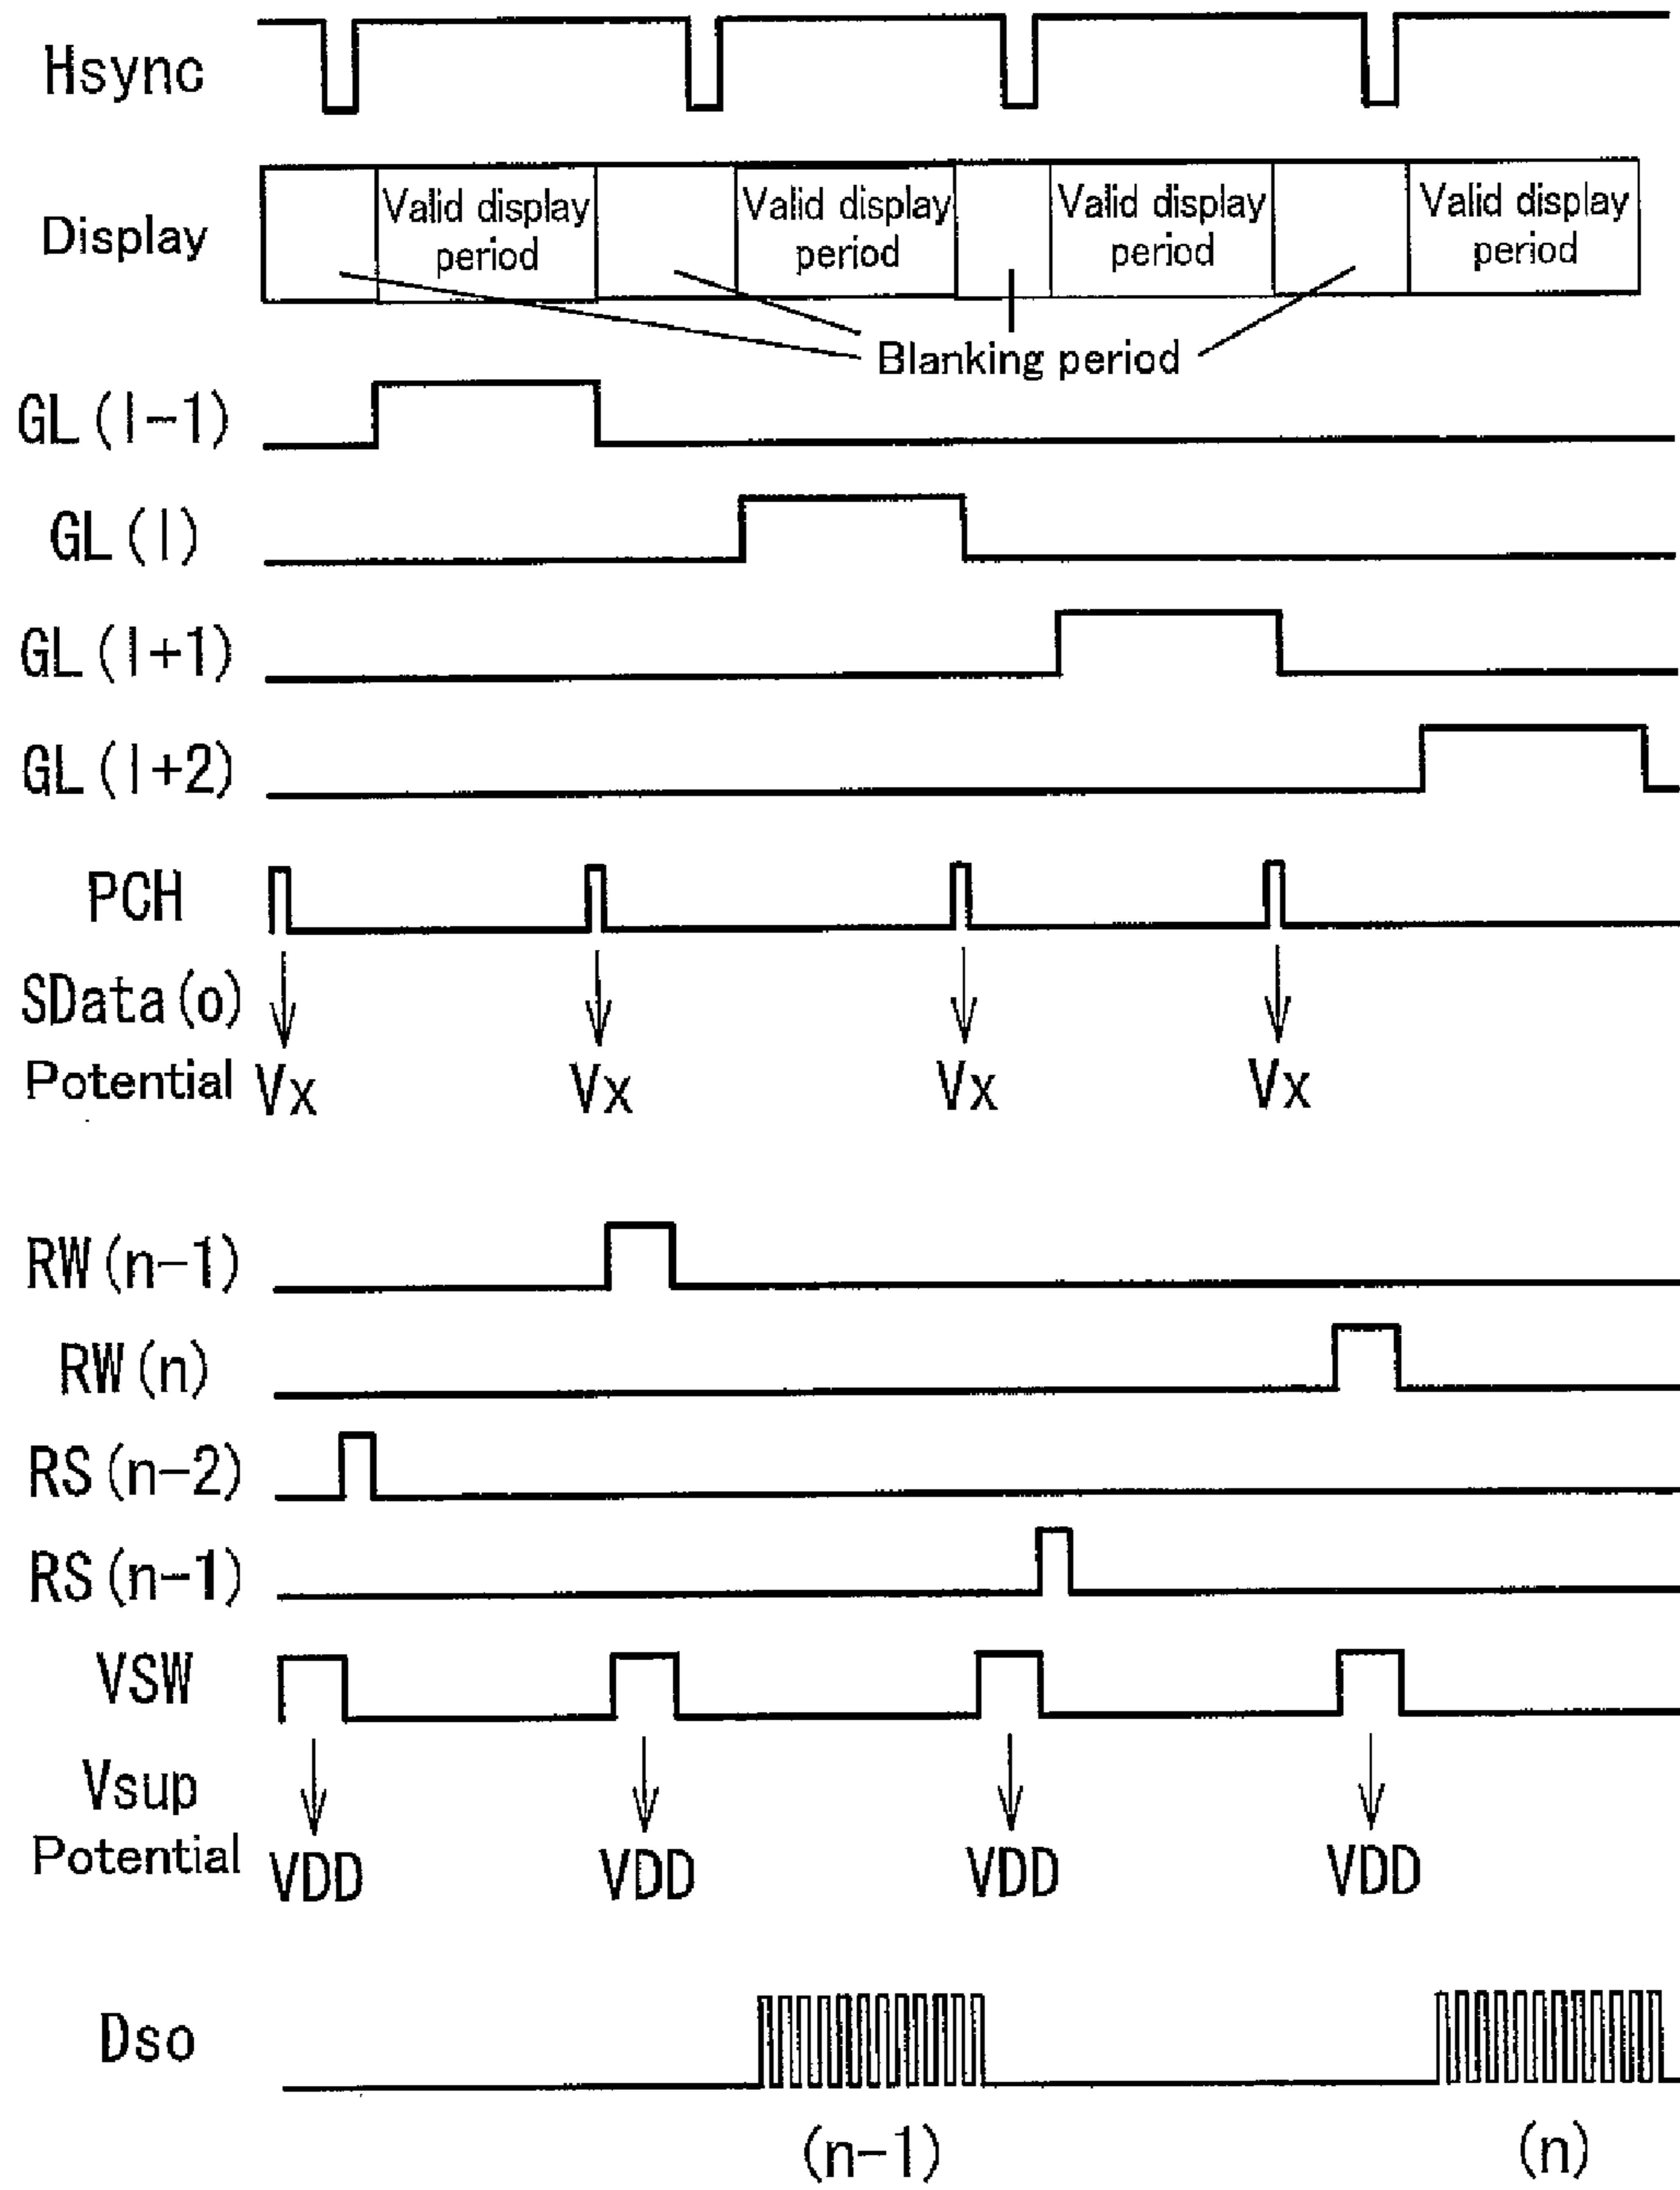 Hsync
Display
Valid display period
Valid display period
Valid display period
Valid display period
Blanking period
GL(l-1)
GL(l)
GL(l+1)
GL(l+2)
PCH
SData(o)
Potential
Vx Vx Vx Vx
RW(n-1)
RW(n)
RS(n-2)
RS(n-1)
VSW
Vsup
Potential
VDD VDD VDD VDD
Dso
(n-1) (n)